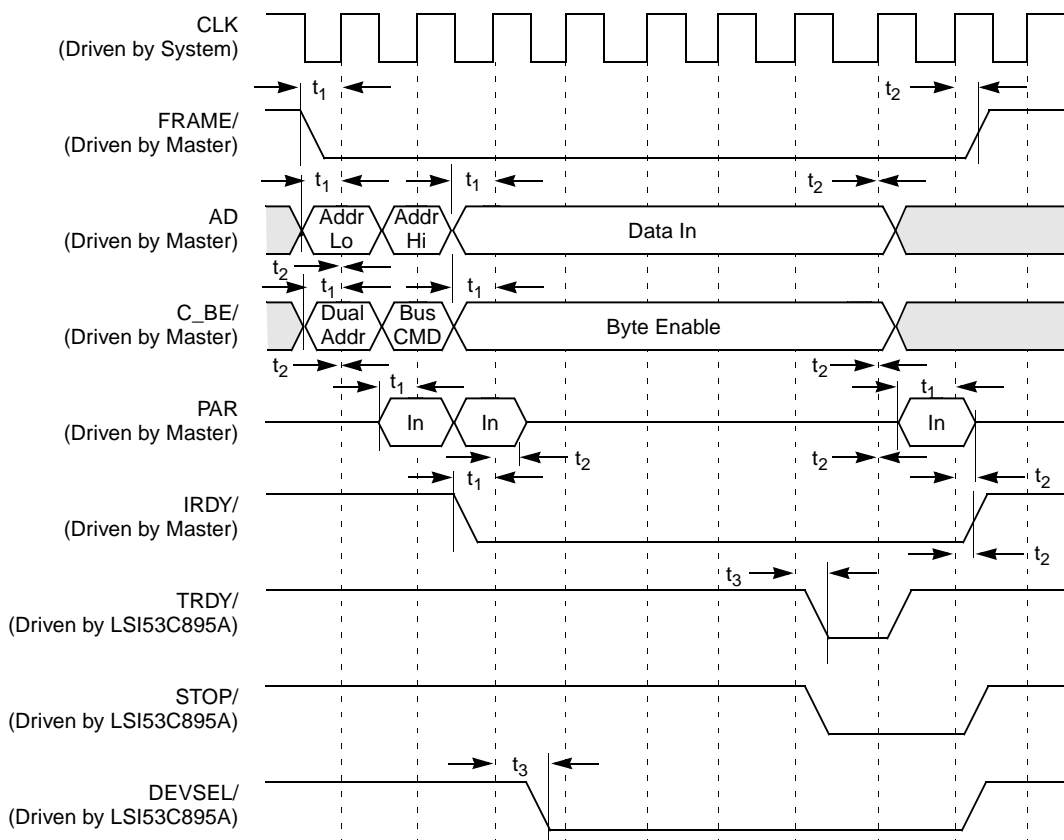 CLK
(Driven by System)
t1
t2
FRAME/
(Driven by Master)
t1
t1
t2
AD
(Driven by Master)
Addr
Lo
Addr
Hi
Data In
t2
t1
t1
C_BE/
(Driven by Master)
Dual
Addr
Bus
CMD
Byte Enable
t2
t1
t2
t1
PAR
(Driven by Master)
In
In
In
t2
t2
t1
t2
IRDY/
(Driven by Master)
t2
t3
TRDY/
(Driven by LSI53C895A)
STOP/
(Driven by LSI53C895A)
t3
DEVSEL/
(Driven by LSI53C895A)